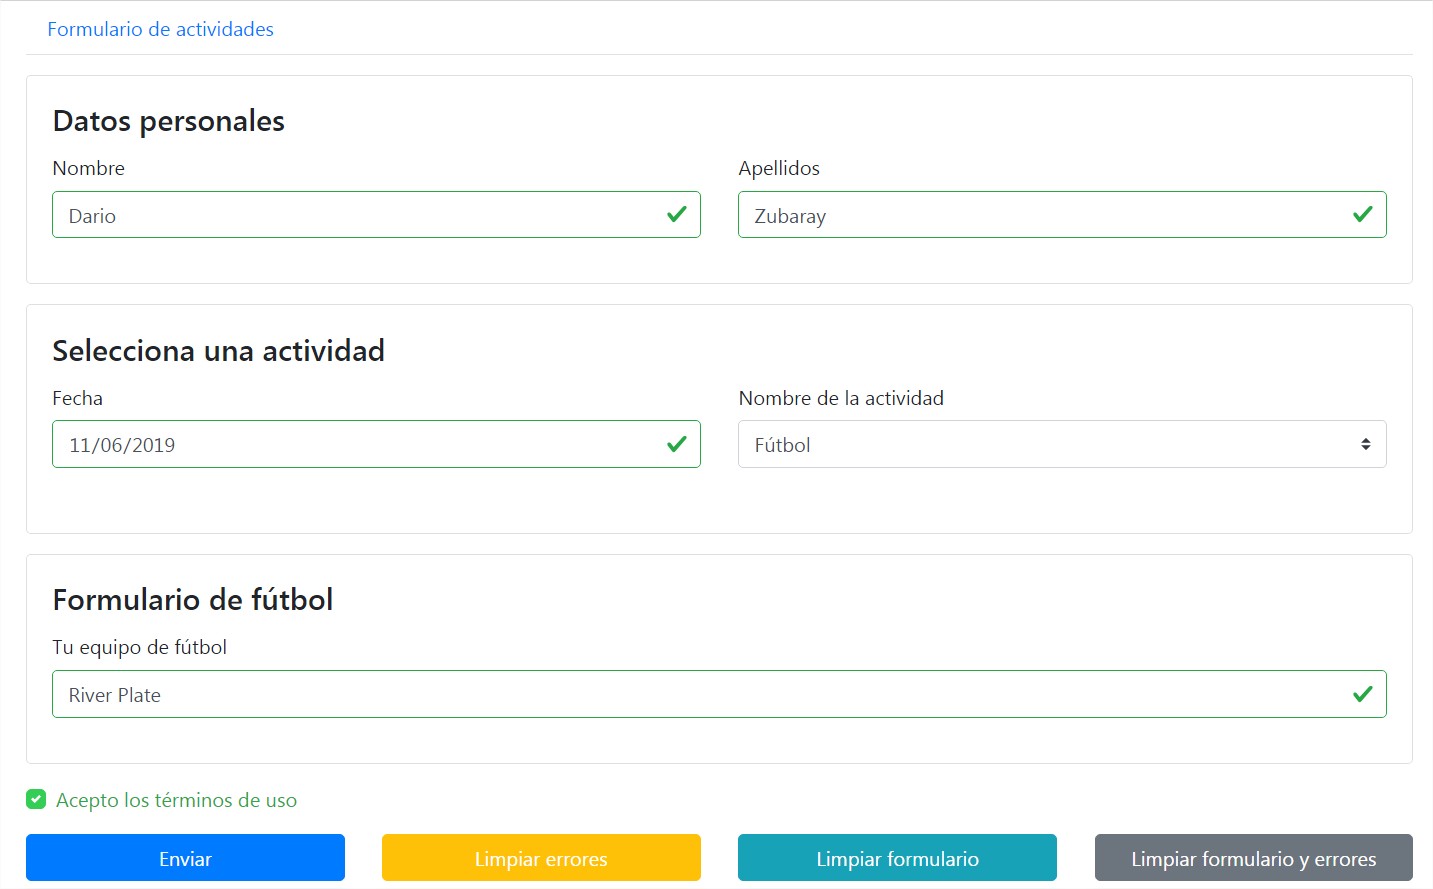 Formulario de actividades
Datos personales
Nombre
Apellidos
Dario
Zubaray
Selecciona una actividad
Fecha
Nombre de la actividad
11/06/2019
Fútbol
Formulario de fútbol
Tu equipo de fútbol
River Plate
Acepto los términos de uso
Enviar
Limpiar errores
Limpiar formulario
Limpiar formulario y errores